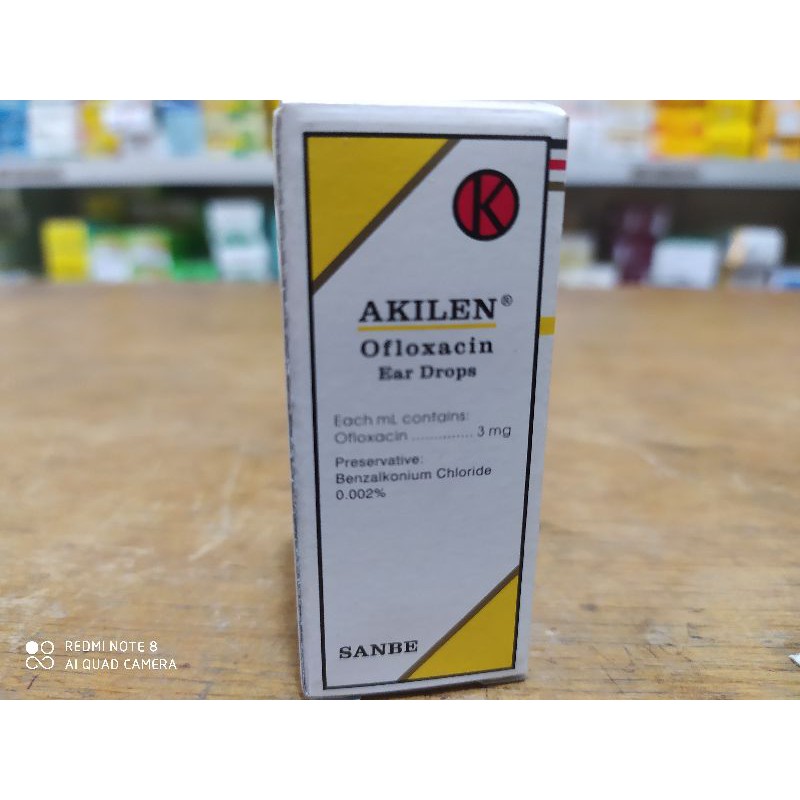 K
AKILEN®
Ofloxacin
Ear Drops
Each mL contains:
Ofloxacin .............. 3 mg
Preservative:
Benzalkonium Chloride
0.002%
SANBE
REDMI NOTE 8
AI QUAD CAMERA